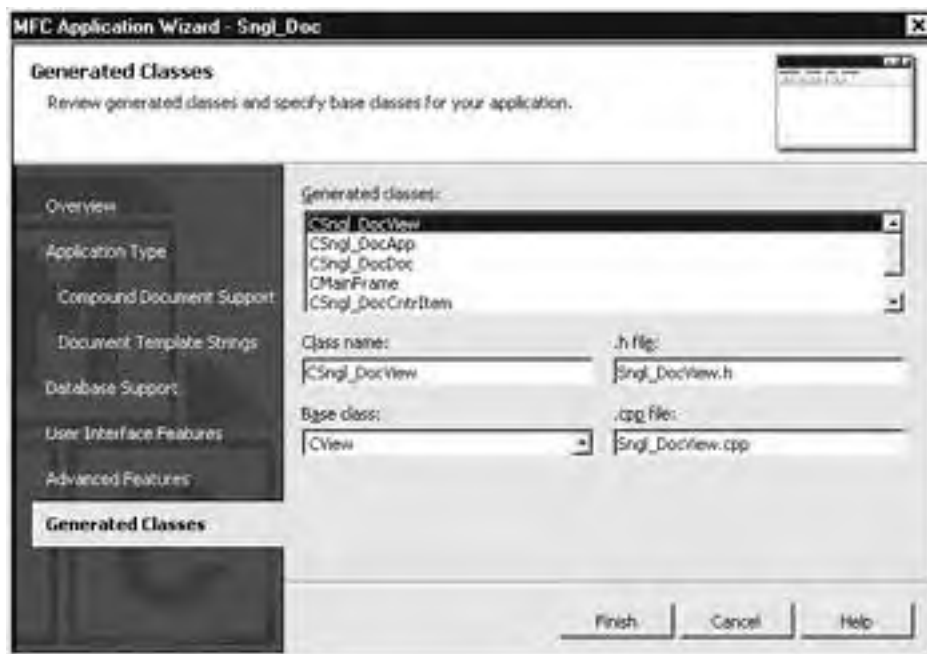 MFC Application Wizard - Sngl_Doc
Generated Classes
Review generated classes and specify base classes for your application.
Overview
Application Type
Compound Document Support
Document Template Strings
Database Support
User Interface Features
Advanced Features
Generated Classes
Generated classes:
CSngl_DocView
CSngl_DocApp
CSngl_DocDoc
CMainFrame
CSngl_DocCntrItem
Class name:
.h file:
CSngl_DocView
Sngl_DocView.h
Base class:
.cpp file:
CView
Sngl_DocView.cpp
Finish
Cancel
Help